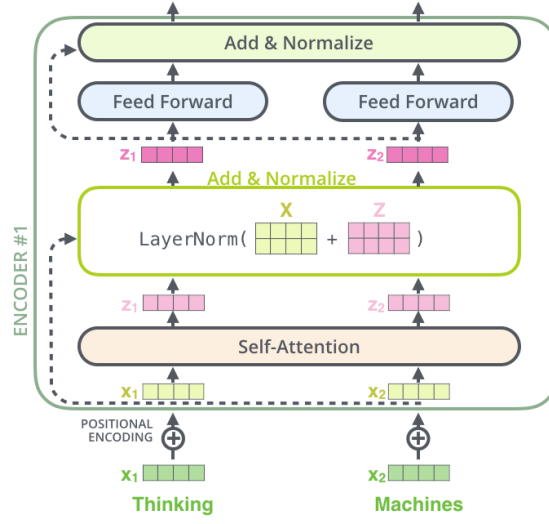 Add & Normalize
Feed Forward Feed Forward
z1 z2
Add & Normalize
X Z
LayerNorm( + )
ENCODER #1
z1 z2
Self-Attention
x1 x2
POSITIONAL
ENCODING
x1 x2
Thinking Machines